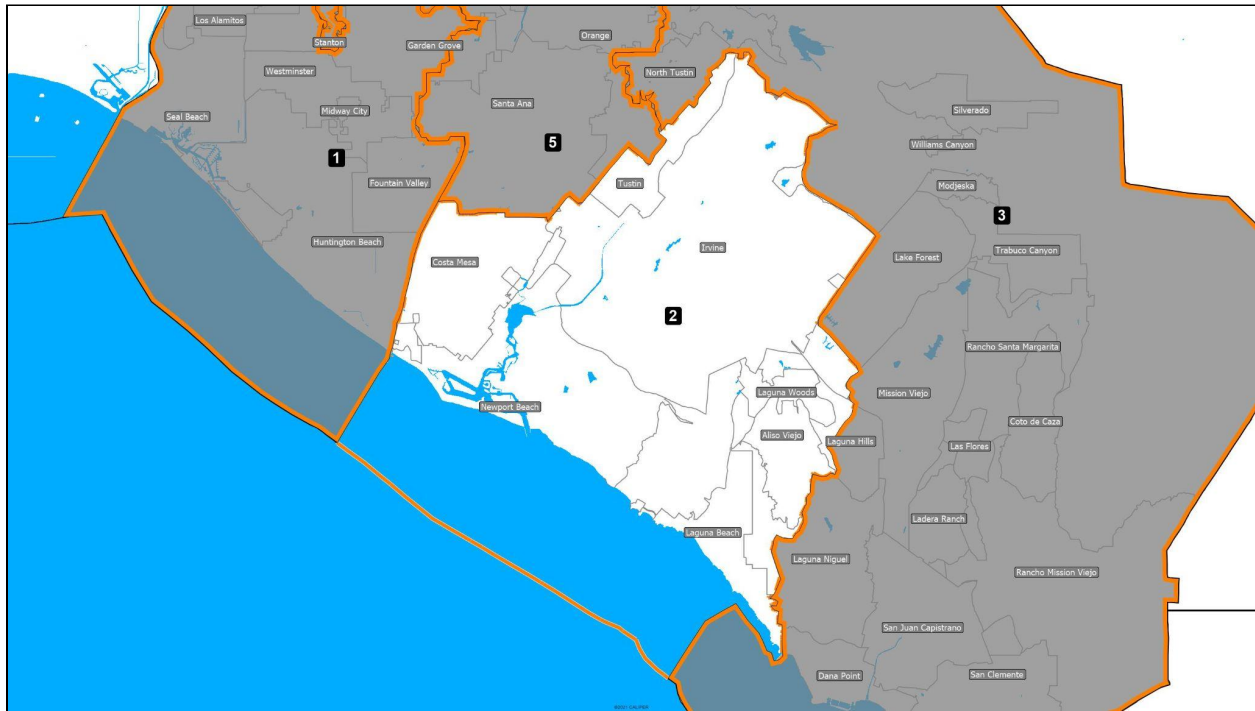 Los Alamitos
Stanton
Garden Grove
Orange
Westminster
North Tustin
Seal Beach
Midway City
Santa Ana
Silverado
5
Williams Canyon
1
Fountain Valley
Tustin
Modjeska
3
Huntington Beach
Irvine
Trabuco Canyon
Costa Mesa
Lake Forest
2
Rancho Santa Margarita
Laguna Woods
Mission Viejo
Newport Beach
Coto de Caza
Aliso Viejo
Laguna Hills
Las Flores
Ladera Ranch
Laguna Beach
Laguna Niguel
Rancho Mission Viejo
San Juan Capistrano
Dana Point
San Clemente
©2021 CALIPER